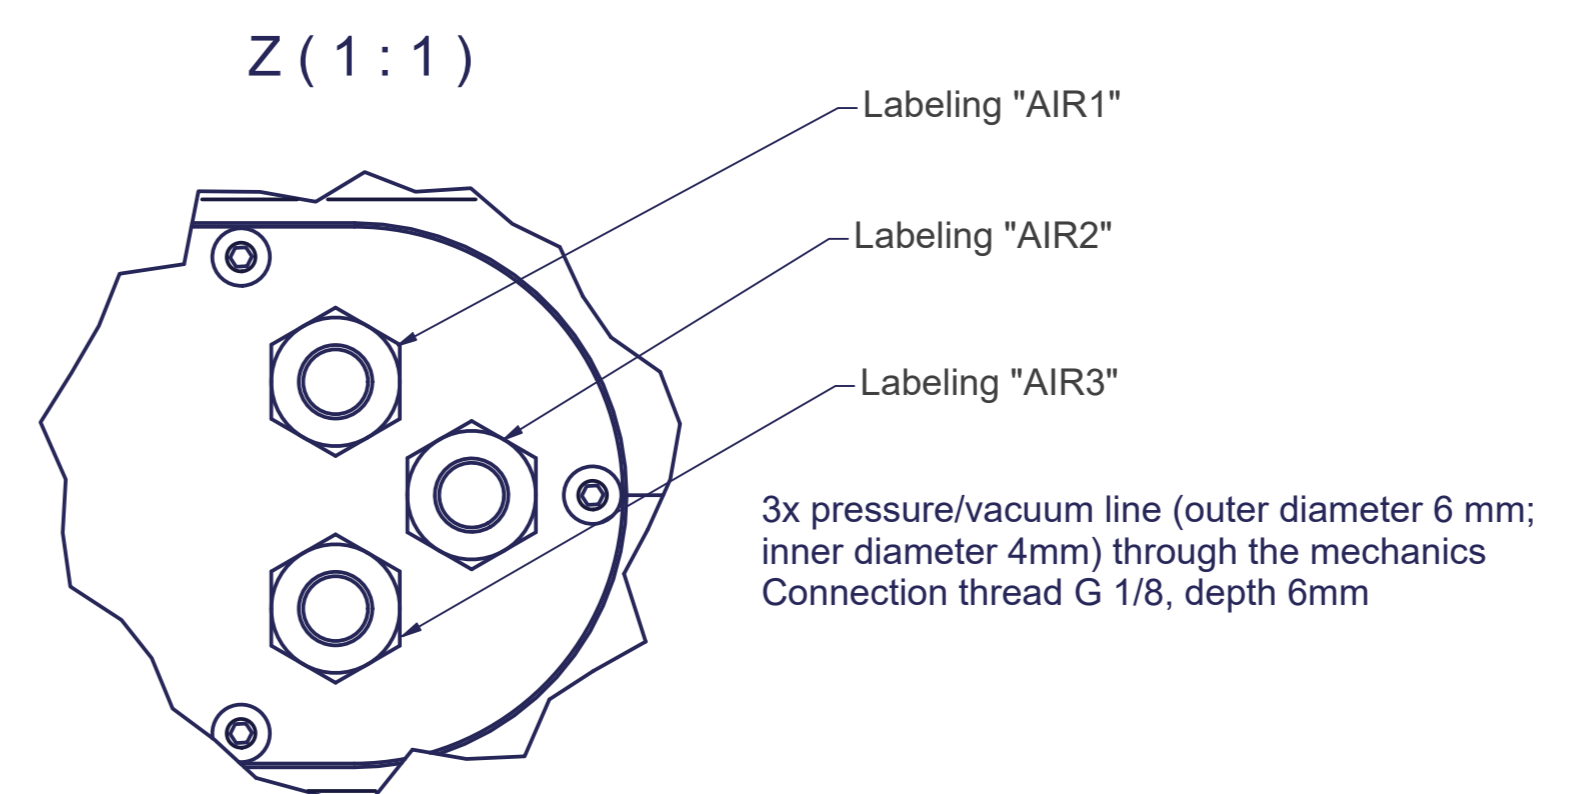 Z ( 1 : 1 )
Labeling "AIR1"
Labeling "AIR2"
Labeling "AIR3"
3x pressure/vacuum line (outer diameter 6 mm;
inner diameter 4mm) through the mechanics
Connection thread G 1/8, depth 6mm